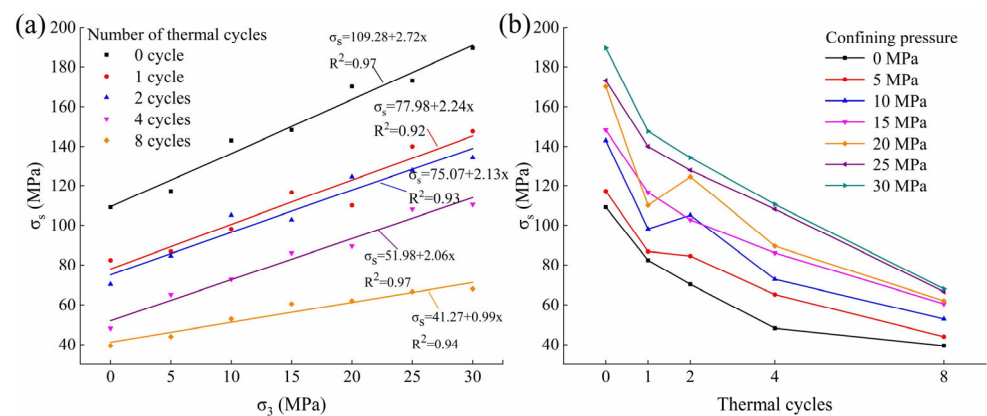 (a)
Number of thermal cycles
0 cycle
1 cycle
2 cycles
4 cycles
8 cycles
σs=109.28+2.72x
R²=0.97
σs=77.98+2.24x
R²=0.92
σs=75.07+2.13x
R²=0.93
σs=51.98+2.06x
R²=0.97
σs=41.27+0.99x
R²=0.94
200
180
160
140
120
100
80
60
40
σs (MPa)
0 5 10 15 20 25 30
σ3 (MPa)
(b)
Confining pressure
0 MPa
5 MPa
10 MPa
15 MPa
20 MPa
25 MPa
30 MPa
200
180
160
140
120
100
80
60
40
σs (MPa)
0 1 2 4 8
Thermal cycles